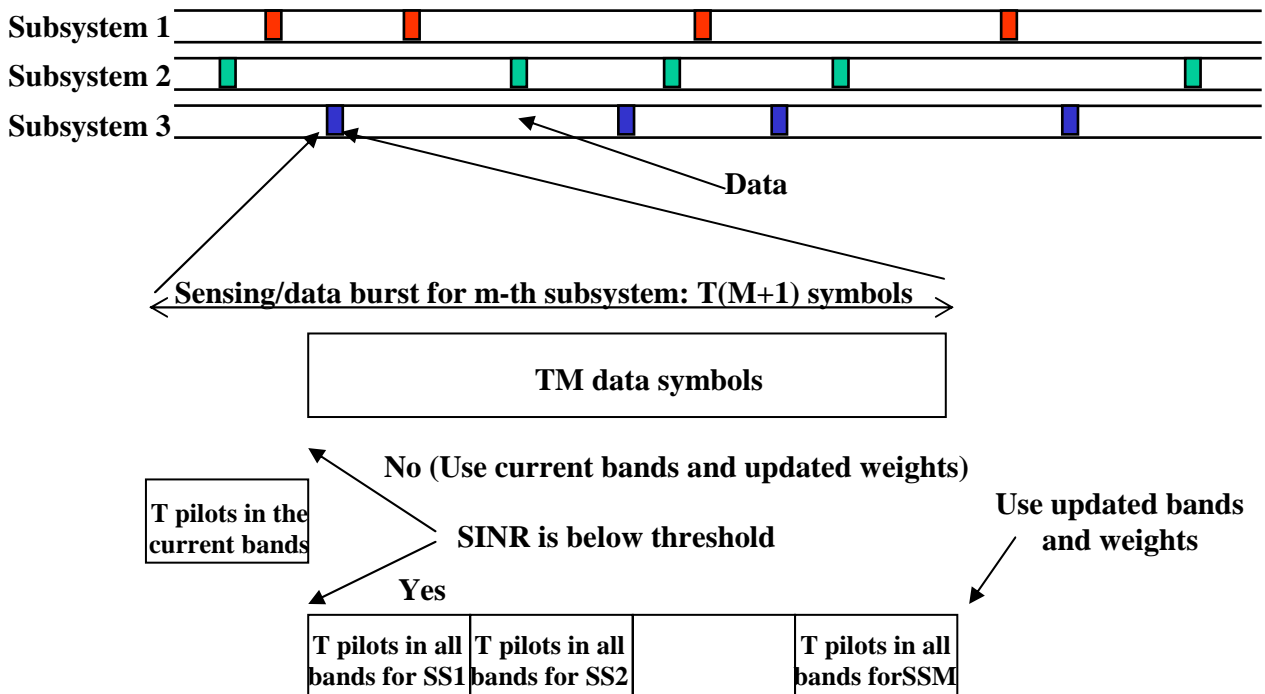 Subsystem 1
Subsystem 2
Subsystem 3
Data
Sensing/data burst for m-th subsystem: T(M+1) symbols
TM data symbols
No (Use current bands and updated weights)
T pilots in the
current bands
SINR is below threshold
Use updated bands
and weights
Yes
T pilots in all
bands for SS1
T pilots in all
bands for SS2
T pilots in all
bands forSSM